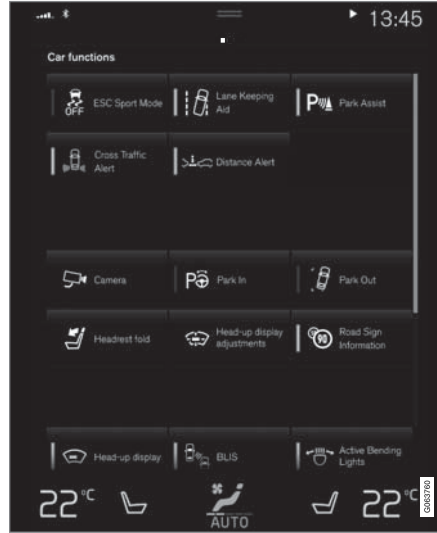 13:45
Car functions
OFF ESC Sport Mode
Lane Keeping
Aid
P Park Assist
Cross Traffic
Alert
Distance Alert
Camera
P Park In
Park Out
Headrest fold
Head-up display
adjustments
90 Road Sign
Information
Head-up display
BLIS
Active Bending
Lights
22°C
AUTO
22°C
G063760